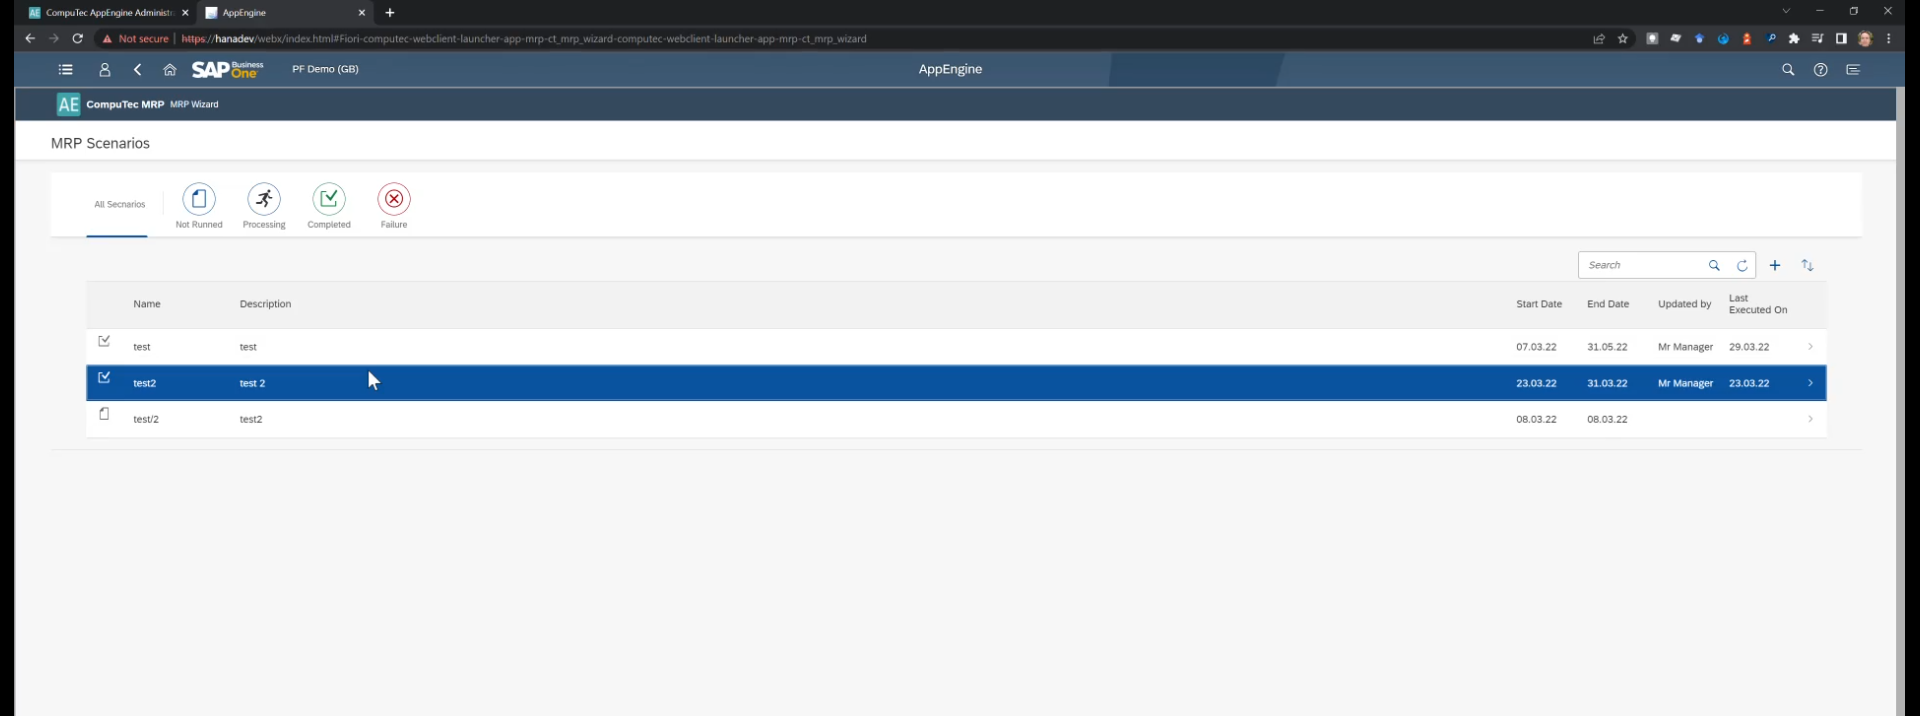 AE CompuTec AppEngine Administr
AppEngine
Not secure https://hanadev/webx/index.html#Fiori-computec-webclient-launcher-app-mrp-ct_mrp_wizard-computec-webclient-launcher-app-mrp-ct_mrp_wizard
SAP Business One
PF Demo (GB)
AppEngine
AE CompuTec MRP MRP Wizard
MRP Scenarios
All Secnarios
Not Runned
Processing
Completed
Failure
Search
Name Description Start Date End Date Updated by Last Executed On
test test 07.03.22 31.05.22 Mr Manager 29.03.22
test2 test 2 23.03.22 31.03.22 Mr Manager 23.03.22
test/2 test2 08.03.22 08.03.22